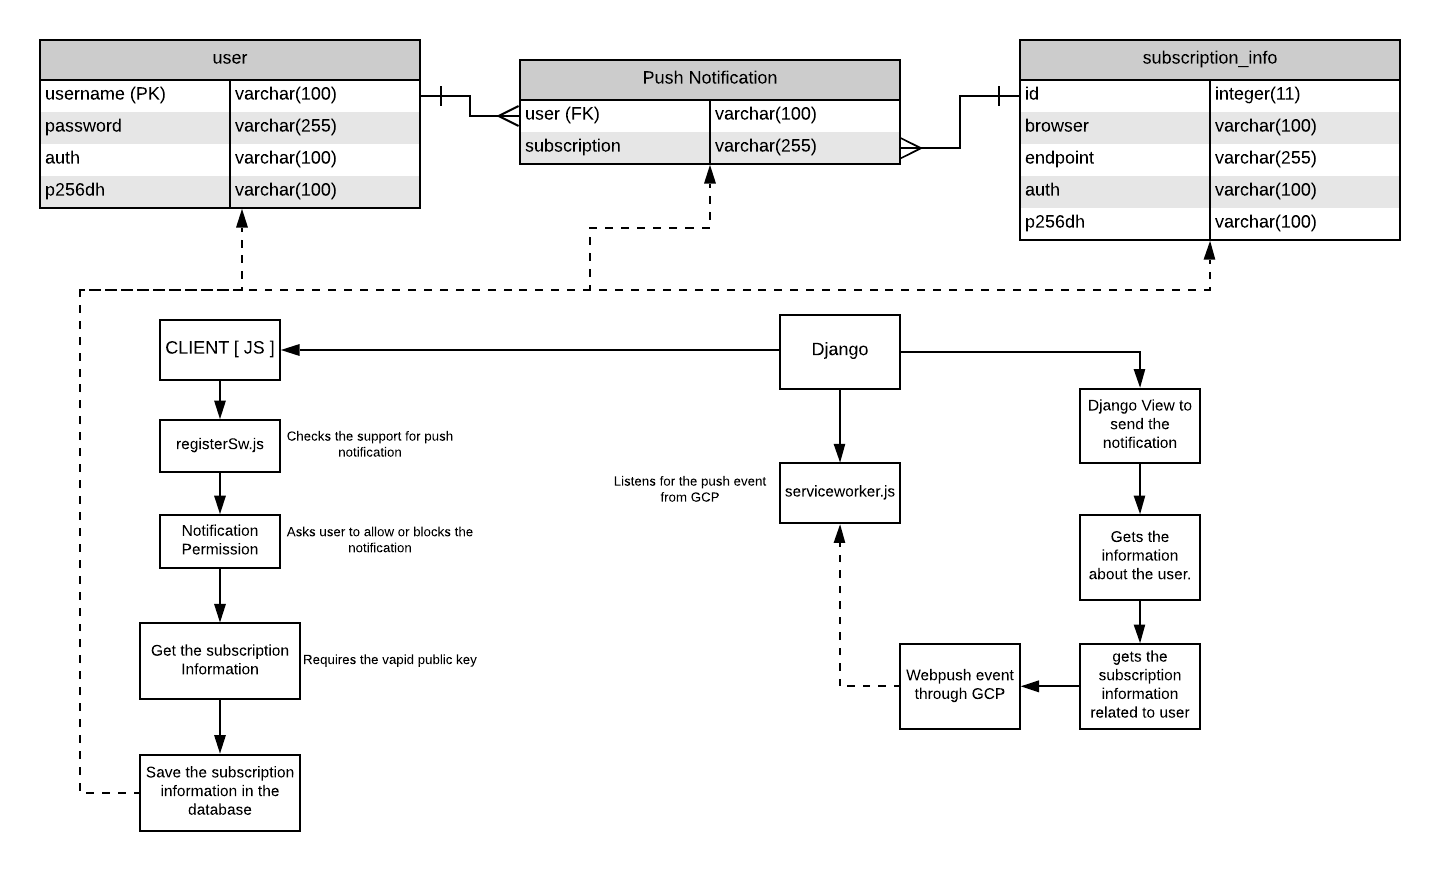 user
username (PK) varchar(100)
password varchar(255)
auth varchar(100)
p256dh varchar(100)
Push Notification
user (FK) varchar(100)
subscription varchar(255)
subscription_info
id integer(11)
browser varchar(100)
endpoint varchar(255)
auth varchar(100)
p256dh varchar(100)
CLIENT [ JS ]
registerSw.js
Checks the support for push
notification
Notification
Permission
Asks user to allow or blocks the
notification
Get the subscription
Information
Requires the vapid public key
Save the subscription
information in the
database
Django
Listens for the push event
from GCP
serviceworker.js
Django View to
send the
notification
Gets the
information
about the user.
gets the
subscription
information
related to user
Webpush event
through GCP